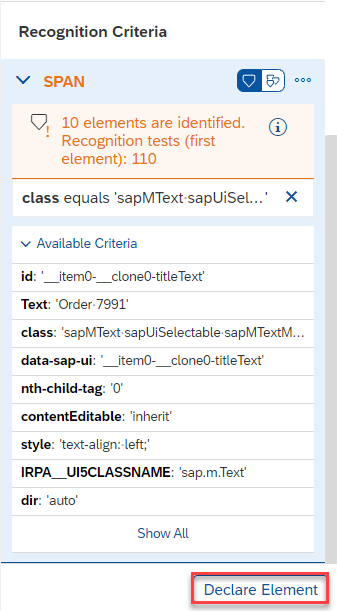 Recognition Criteria
SPAN
10 elements are identified.
Recognition tests (first
element): 110
class equals 'sapMText·sapUiSel...'
Available Criteria
id: '__item0-__clone0-titleText'
Text: 'Order·7991'
class: 'sapMText·sapUiSelectable·sapMTextM...
data-sap-ui: '__item0-__clone0-titleText'
nth-child-tag: '0'
contentEditable: 'inherit'
style: 'text-align:·left;'
IRPA__UI5CLASSNAME: 'sap.m.Text'
dir: 'auto'
Show All
Declare Element